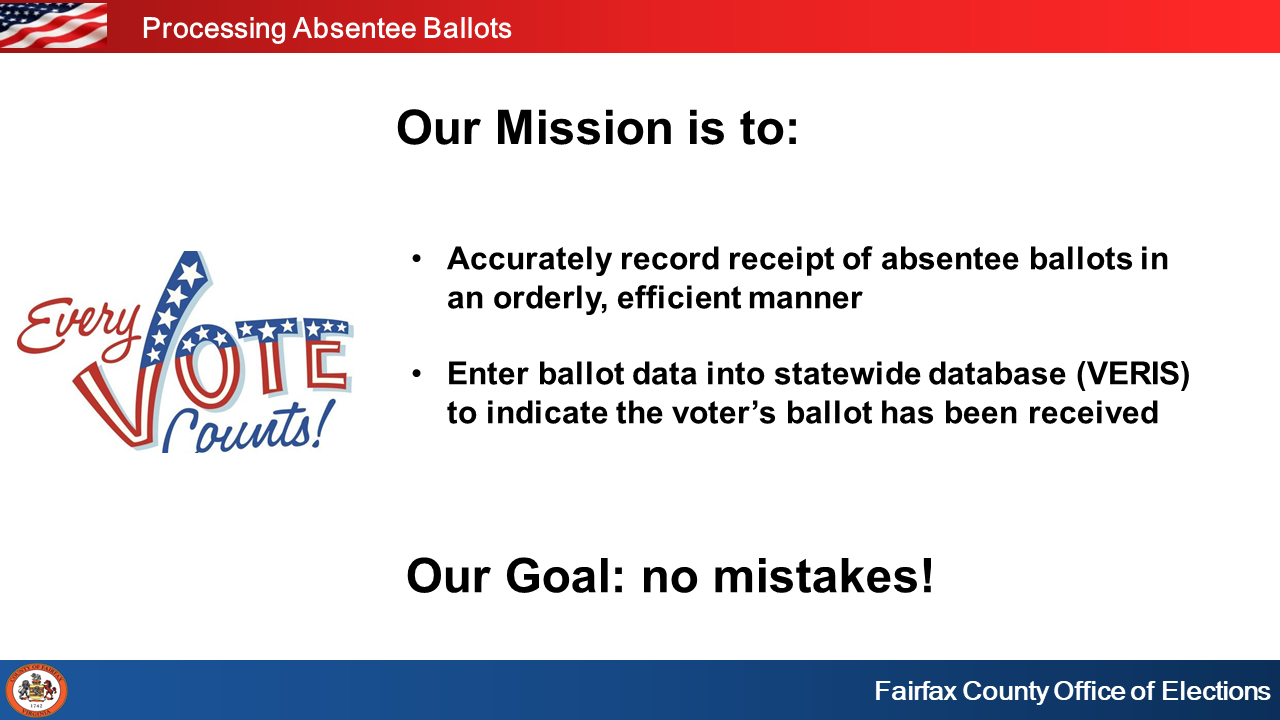 Processing Absentee Ballots
Our Mission is to:
• Accurately record receipt of absentee ballots in
an orderly, efficient manner
• Enter ballot data into statewide database (VERIS)
to indicate the voter’s ballot has been received
Every
VOTE
Counts!
Our Goal: no mistakes!
COUNTY OF FAIRFAX
1742
VIRGINIA
Fairfax County Office of Elections